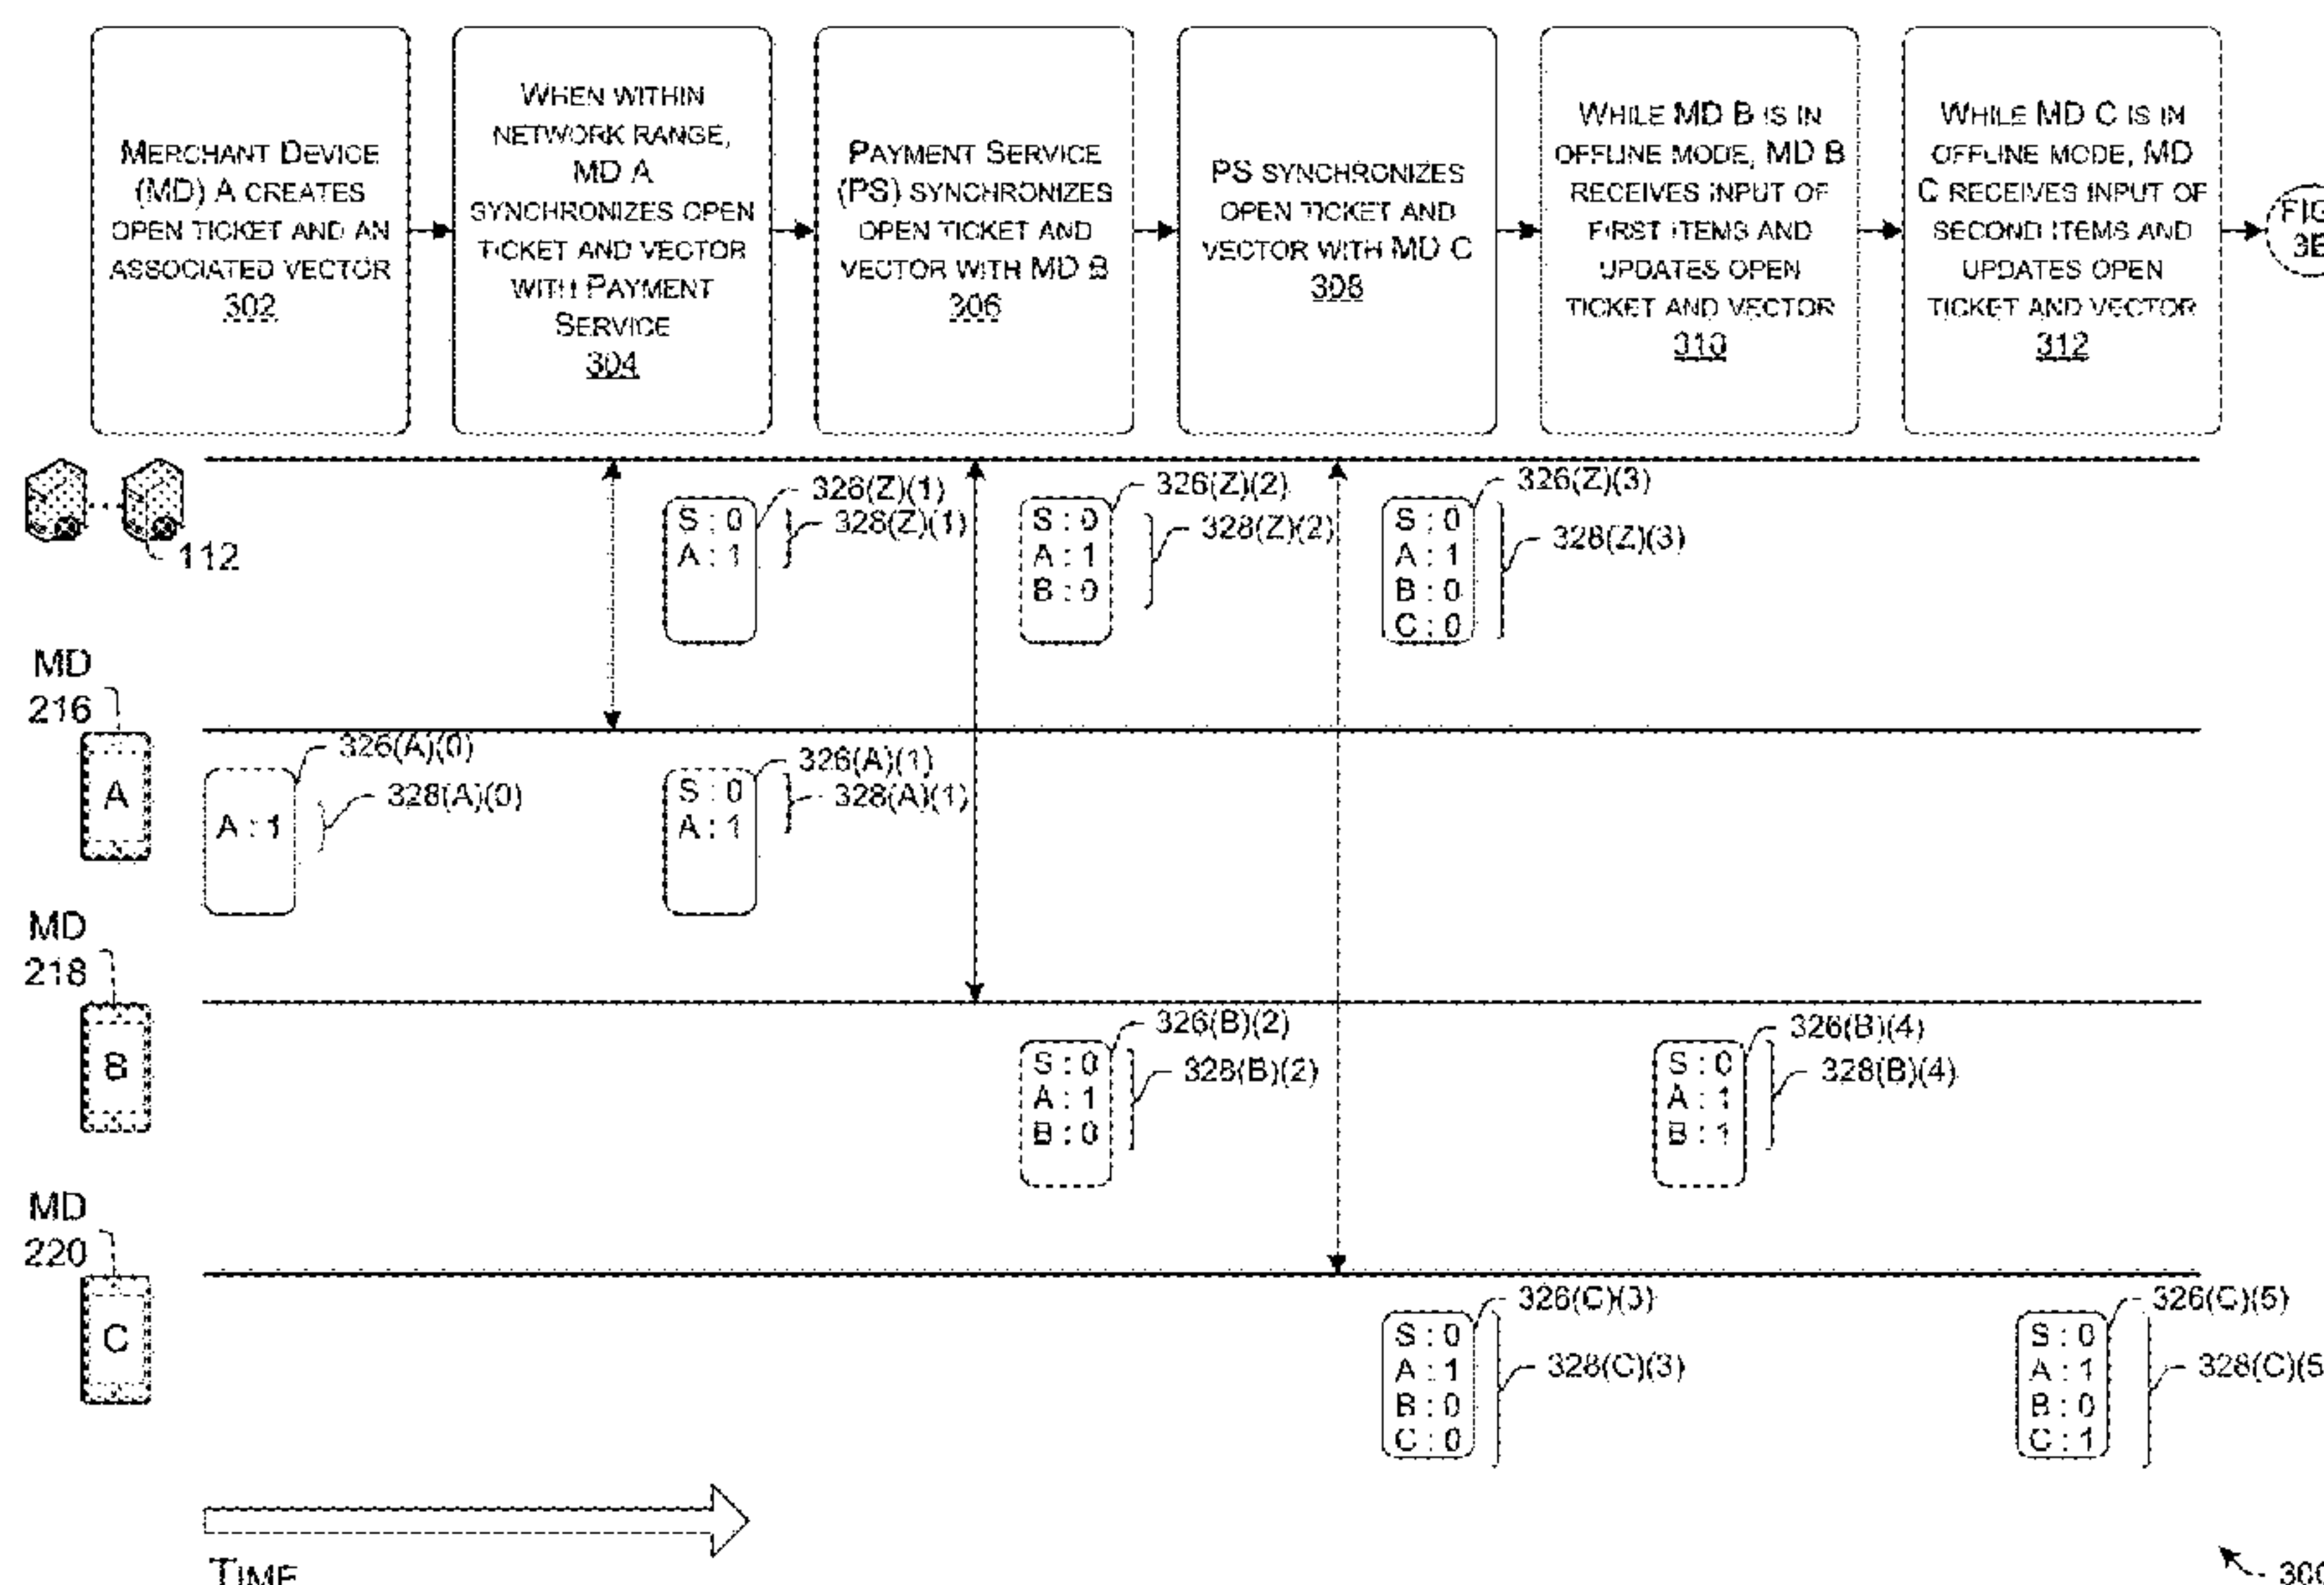 MERCHANT DEVICE
(MD) A CREATES
OPEN TICKET AND AN
ASSOCIATED VECTOR
302
WHEN WITHIN
NETWORK RANGE,
MD A
SYNCHRONIZES OPEN
TICKET AND VECTOR
WITH PAYMENT
SERVICE
304
PAYMENT SERVICE
(PS) SYNCHRONIZES
OPEN TICKET AND
VECTOR WITH MD B
306
PS SYNCHRONIZES
OPEN TICKET AND
VECTOR WITH MD C
308
WHILE MD B IS IN
OFFLINE MODE, MD B
RECEIVES INPUT OF
FIRST ITEMS AND
UPDATES OPEN
TICKET AND VECTOR
310
WHILE MD C IS IN
OFFLINE MODE, MD
C RECEIVES INPUT OF
SECOND ITEMS AND
UPDATES OPEN
TICKET AND VECTOR
312
FIG
3B
112
S : 0
A : 1
326(Z)(1)
328(Z)(1)
S : 0
A : 1
B : 0
326(Z)(2)
328(Z)(2)
S : 0
A : 1
B : 0
C : 0
326(Z)(3)
328(Z)(3)
MD
216
A
A : 1
326(A)(0)
328(A)(0)
S : 0
A : 1
326(A)(1)
328(A)(1)
MD
218
B
S : 0
A : 1
B : 0
326(B)(2)
328(B)(2)
S : 0
A : 1
B : 1
326(B)(4)
328(B)(4)
MD
220
C
S : 0
A : 1
B : 0
C : 0
326(C)(3)
328(C)(3)
S : 0
A : 1
B : 0
C : 1
326(C)(5)
328(C)(5
TIME
300